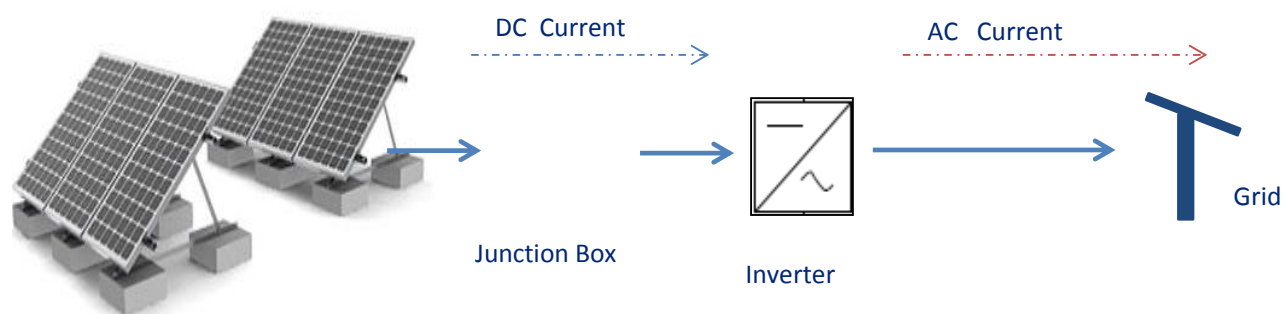 DC Current
AC Current
Junction Box
Inverter
Grid